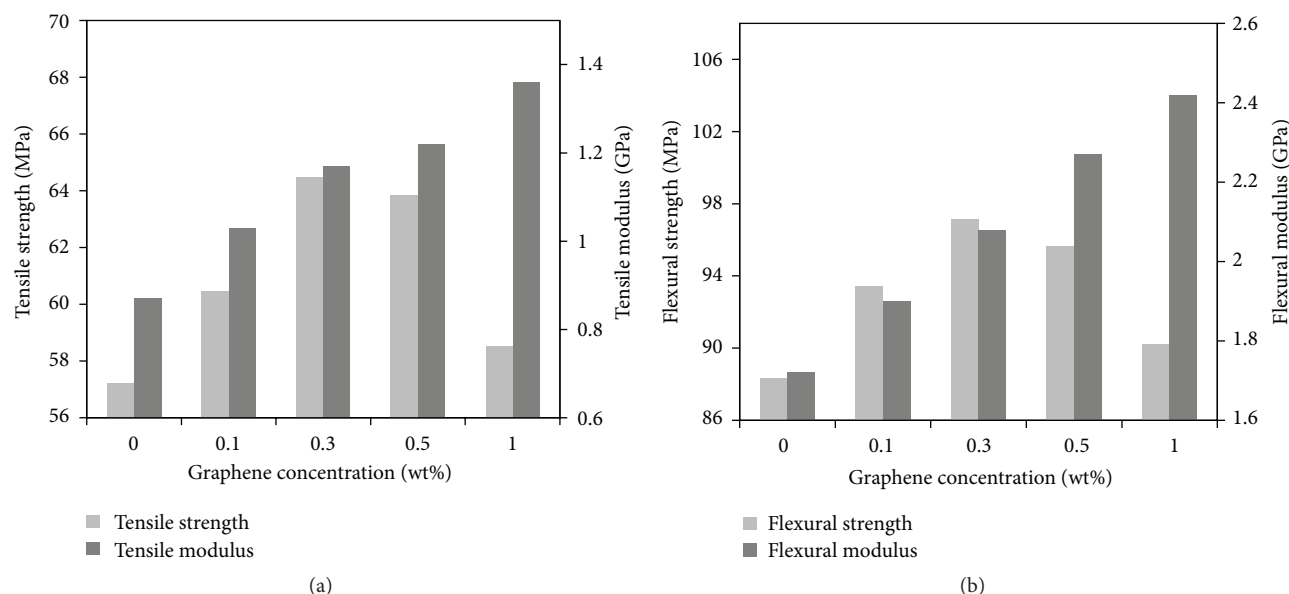 70
68
66
64
62
60
58
56
Tensile strength (MPa)
1.4
1.2
1
0.8
0.6
Tensile modulus (GPa)
0 0.1 0.3 0.5 1
Graphene concentration (wt%)
Tensile strength
Tensile modulus
(a)
106
102
98
94
90
86
Flexural strength (MPa)
2.6
2.4
2.2
2
1.8
1.6
Flexural modulus (GPa)
0 0.1 0.3 0.5 1
Graphene concentration (wt%)
Flexural strength
Flexural modulus
(b)